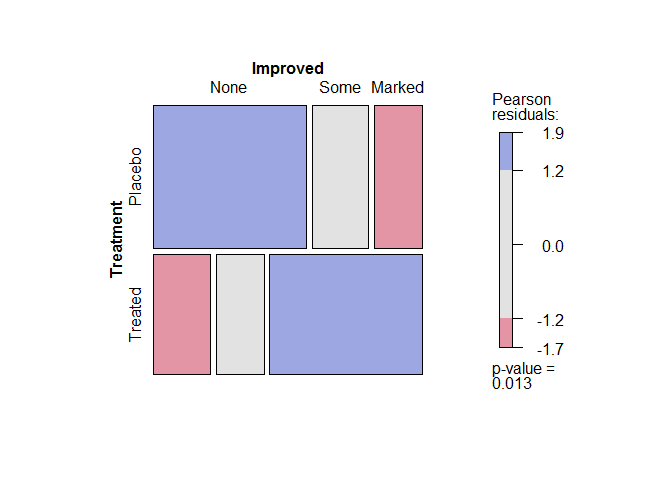 Improved
None Some Marked
Treatment
Placebo
Treated
Pearson
residuals:
1.9
1.2
0.0
-1.2
-1.7
p-value =
0.013